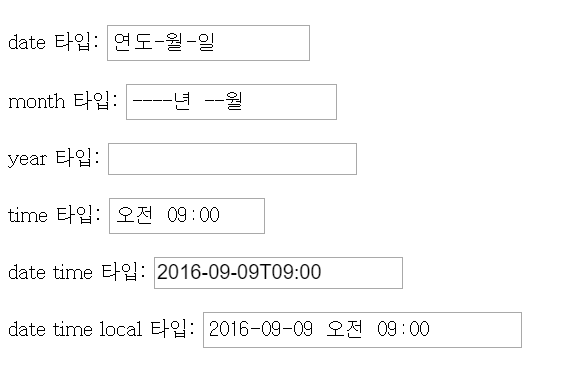 date 타입: 연도-월-일
month 타입: ----년 --월
year 타입:
time 타입: 오전 09:00
date time 타입: 2016-09-09T09:00
date time local 타입: 2016-09-09 오전 09:00